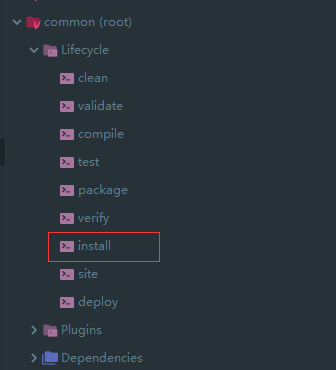 common (root)
Lifecycle
clean
validate
compile
test
package
verify
install
site
deploy
Plugins
Dependencies